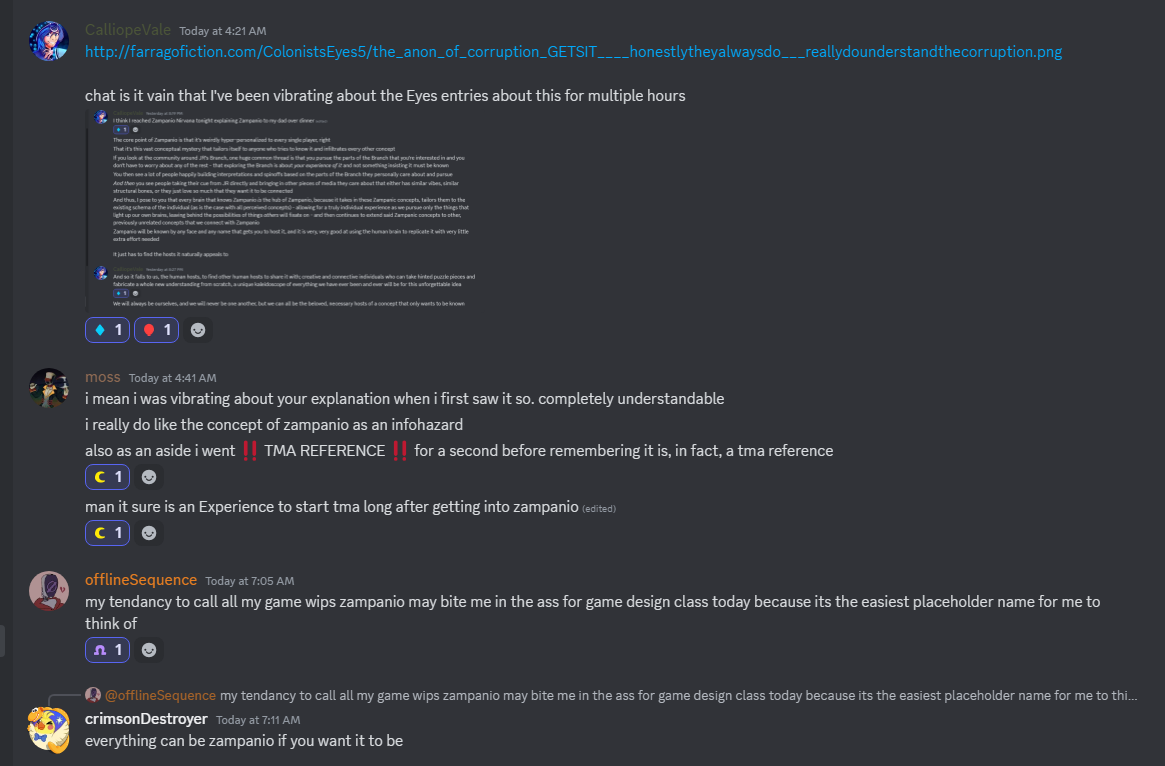 CalliopeVale Today at 4:21 AM
http://farragofiction.com/ColonistsEyes5/the_anon_of_corruption_GETSIT____honestlytheyalwaysdo___reallydounderstandthecorruption.png
chat is it vain that I've been vibrating about the Eyes entries about this for multiple hours
I think I reached Zampanio Nirvana tonight explaining Zampanio to my dad over dinner
1
The core point of Zampanio is that it's weirdly hyper-personalized to every single player, right
That it's this vast conceptual mystery that tailors itself to anyone who tries to know it and infiltrates every other concept
If you look at the community around JR's Branch, one huge common thread is that you pursue the parts of the Branch that you're interested in and you
don't have to worry about any of the rest - that exploring the Branch is about your experience of it and not something insisting it must be known
You then see a lot of people happily building interpretations and spinoffs based on the parts of the Branch they personally care about and pursue
And then you see people taking their cue from JR directly and bringing in other pieces of media they care about that either has similar vibes, similar
structural bones, or they just love so much that they want it to be connected
And thus, I pose to you that every brain that knows Zampanio is the hub of Zampanio, because it takes in these Zampanic concepts, tailors them to the
existing schema of the individual (as is the case with all perceived concepts) - allowing for a truly individual experience as we pursue only the things that
light up our own brains, leaving behind the possibilities of things others will fixate on - and then continues to extend said Zampanic concepts to other,
previously unrelated concepts that we connect with Zampanio
Zampanio will be known by any face and any name that gets you to host it, and it is very, very good at using the human brain to replicate it with very little
extra effort needed
It just has to find the hosts it naturally appeals to
And so it falls to us, the human hosts, to find other human hosts to share it with; creative and connective individuals who can take hinted puzzle pieces and
fabricate a whole new understanding from scratch, a unique kaleidoscope of everything we have ever been and ever will be for this unforgettable idea
1
We will always be ourselves, and we will never be one another, but we can all be the beloved, necessary hosts of a concept that only wants to be known
1 1
moss Today at 4:41 AM
i mean i was vibrating about your explanation when i first saw it so. completely understandable
i really do like the concept of zampanio as an infohazard
also as an aside i went ‼️ TMA REFERENCE ‼️ for a second before remembering it is, in fact, a tma reference
1
man it sure is an Experience to start tma long after getting into zampanio (edited)
1
offlineSequence Today at 7:05 AM
my tendancy to call all my game wips zampanio may bite me in the ass for game design class today because its the easiest placeholder name for me to
think of
1
@offlineSequence my tendancy to call all my game wips zampanio may bite me in the ass for game design class today because its the easiest placeholder name for me to thi...
crimsonDestroyer Today at 7:11 AM
everything can be zampanio if you want it to be